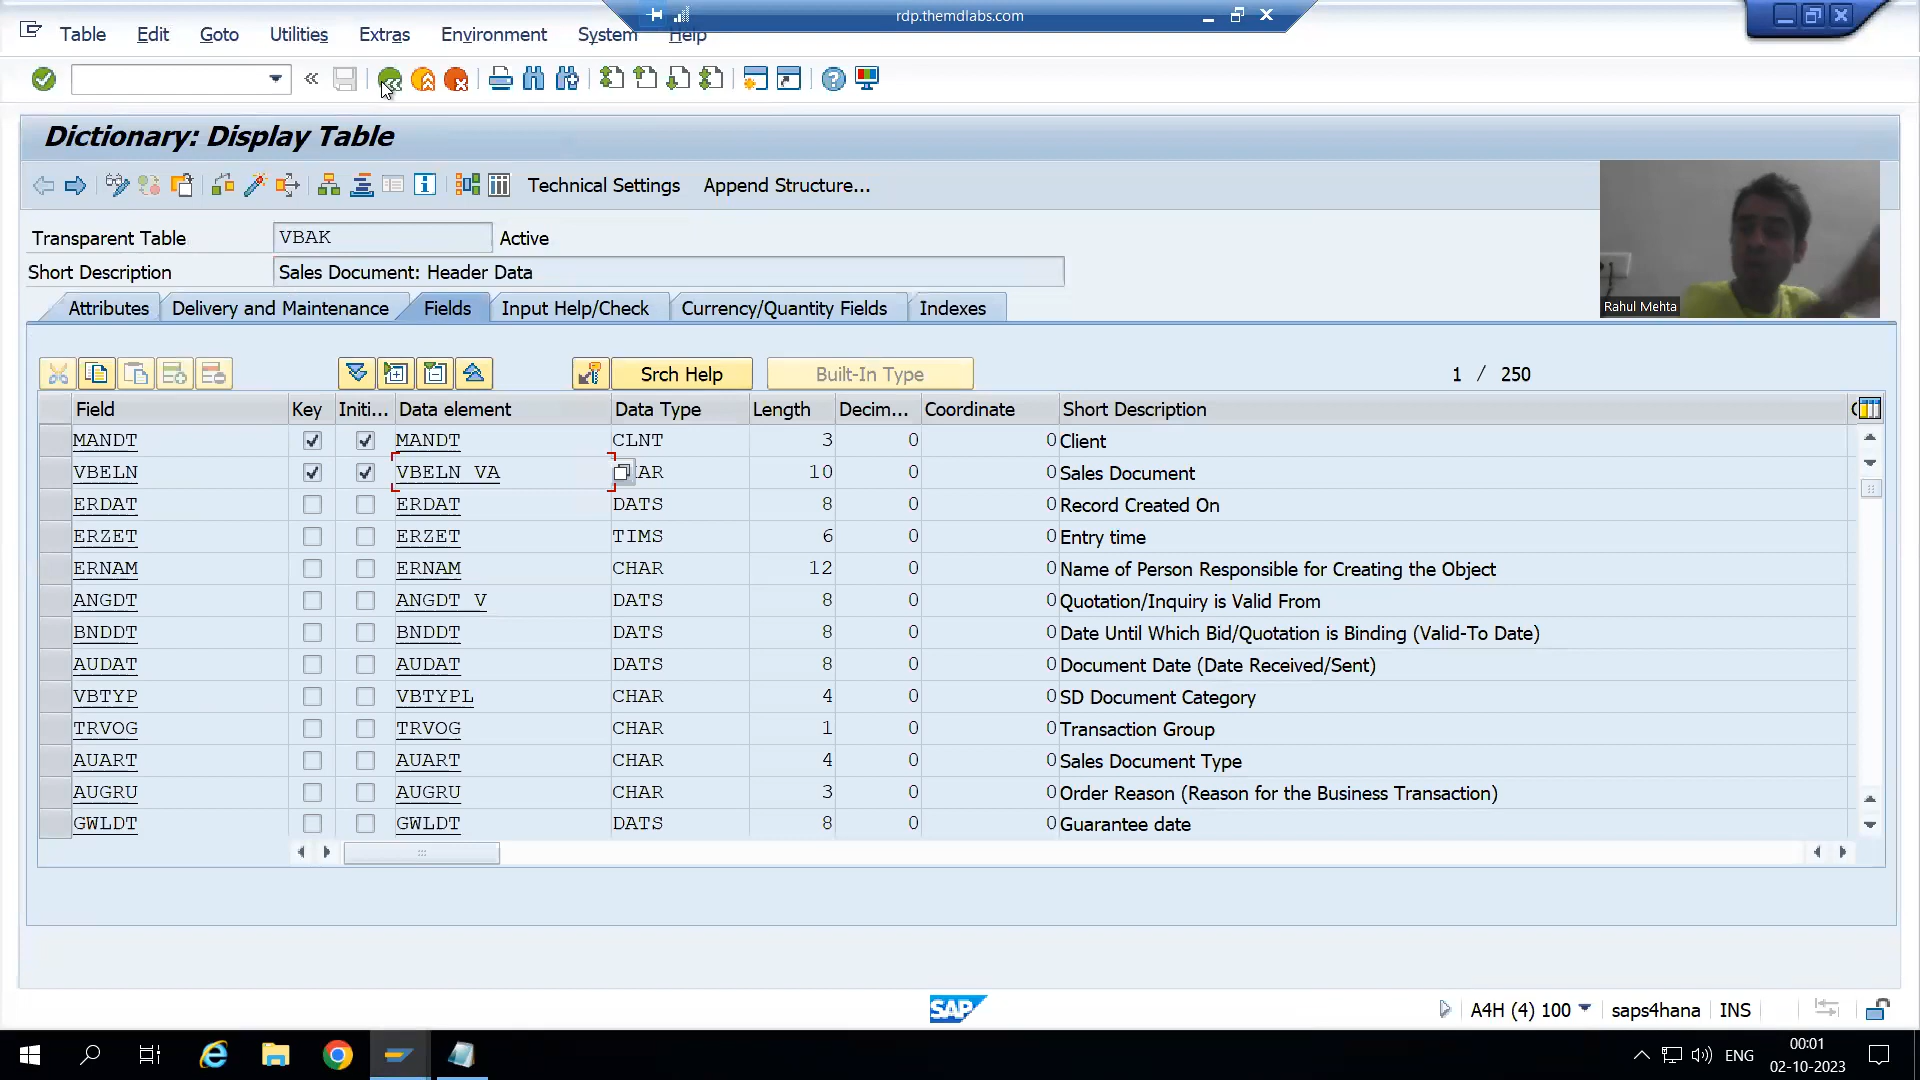 rdp.themdlabs.com
Table Edit Goto Utilities Extras Environment System Help
Dictionary: Display Table
Technical Settings Append Structure...
Transparent Table VBAK Active
Short Description Sales Document: Header Data
Rahul Mehta
Attributes Delivery and Maintenance Fields Input Help/Check Currency/Quantity Fields Indexes
Srch Help Built-In Type 1 / 250
Field Key Initi... Data element Data Type Length Decim... Coordinate Short Description
MANDT MANDT CLNT 3 0 0 Client
VBELN VBELN_VA AR 10 0 0 Sales Document
ERDAT ERDAT DATS 8 0 0 Record Created On
ERZET ERZET TIMS 6 0 0 Entry time
ERNAM ERNAM CHAR 12 0 0 Name of Person Responsible for Creating the Object
ANGDT ANGDT_V DATS 8 0 0 Quotation/Inquiry is Valid From
BNDDT BNDDT DATS 8 0 0 Date Until Which Bid/Quotation is Binding (Valid-To Date)
AUDAT AUDAT DATS 8 0 0 Document Date (Date Received/Sent)
VBTYP VBTYPL CHAR 4 0 0 SD Document Category
TRVOG TRVOG CHAR 1 0 0 Transaction Group
AUART AUART CHAR 4 0 0 Sales Document Type
AUGRU AUGRU CHAR 3 0 0 Order Reason (Reason for the Business Transaction)
GWLDT GWLDT DATS 8 0 0 Guarantee date
SAP A4H (4) 100 saps4hana INS
ENG 00:01
02-10-2023